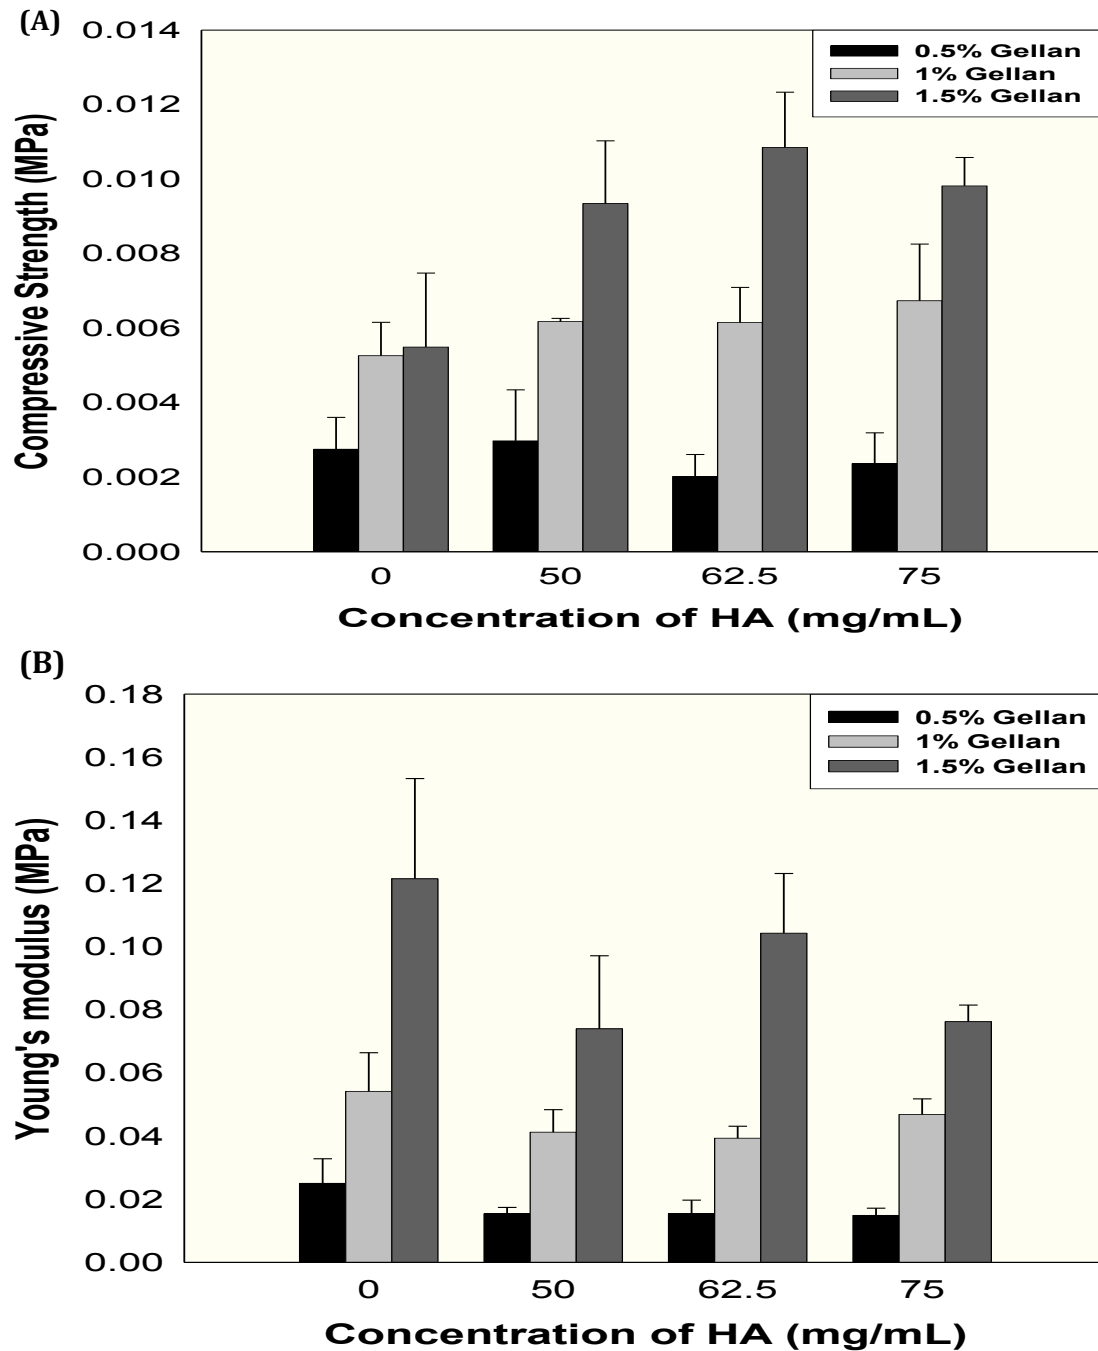 (A)
0.014
0.012
0.010
0.008
0.006
0.004
0.002
0.000
Compressive Strength (MPa)
0.5% Gellan
1% Gellan
1.5% Gellan
0 50 62.5 75
Concentration of HA (mg/mL)
(B)
0.18
0.16
0.14
0.12
0.10
0.08
0.06
0.04
0.02
0.00
Young's modulus (MPa)
0.5% Gellan
1% Gellan
1.5% Gellan
0 50 62.5 75
Concentration of HA (mg/mL)